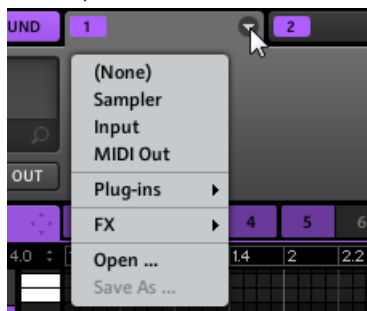 UND 1 2
(None)
Sampler
Input
MIDI Out
OUT
Plug-ins
FX
4 5 6
4.0 1.4 2 2.2
Open ...
Save As ...